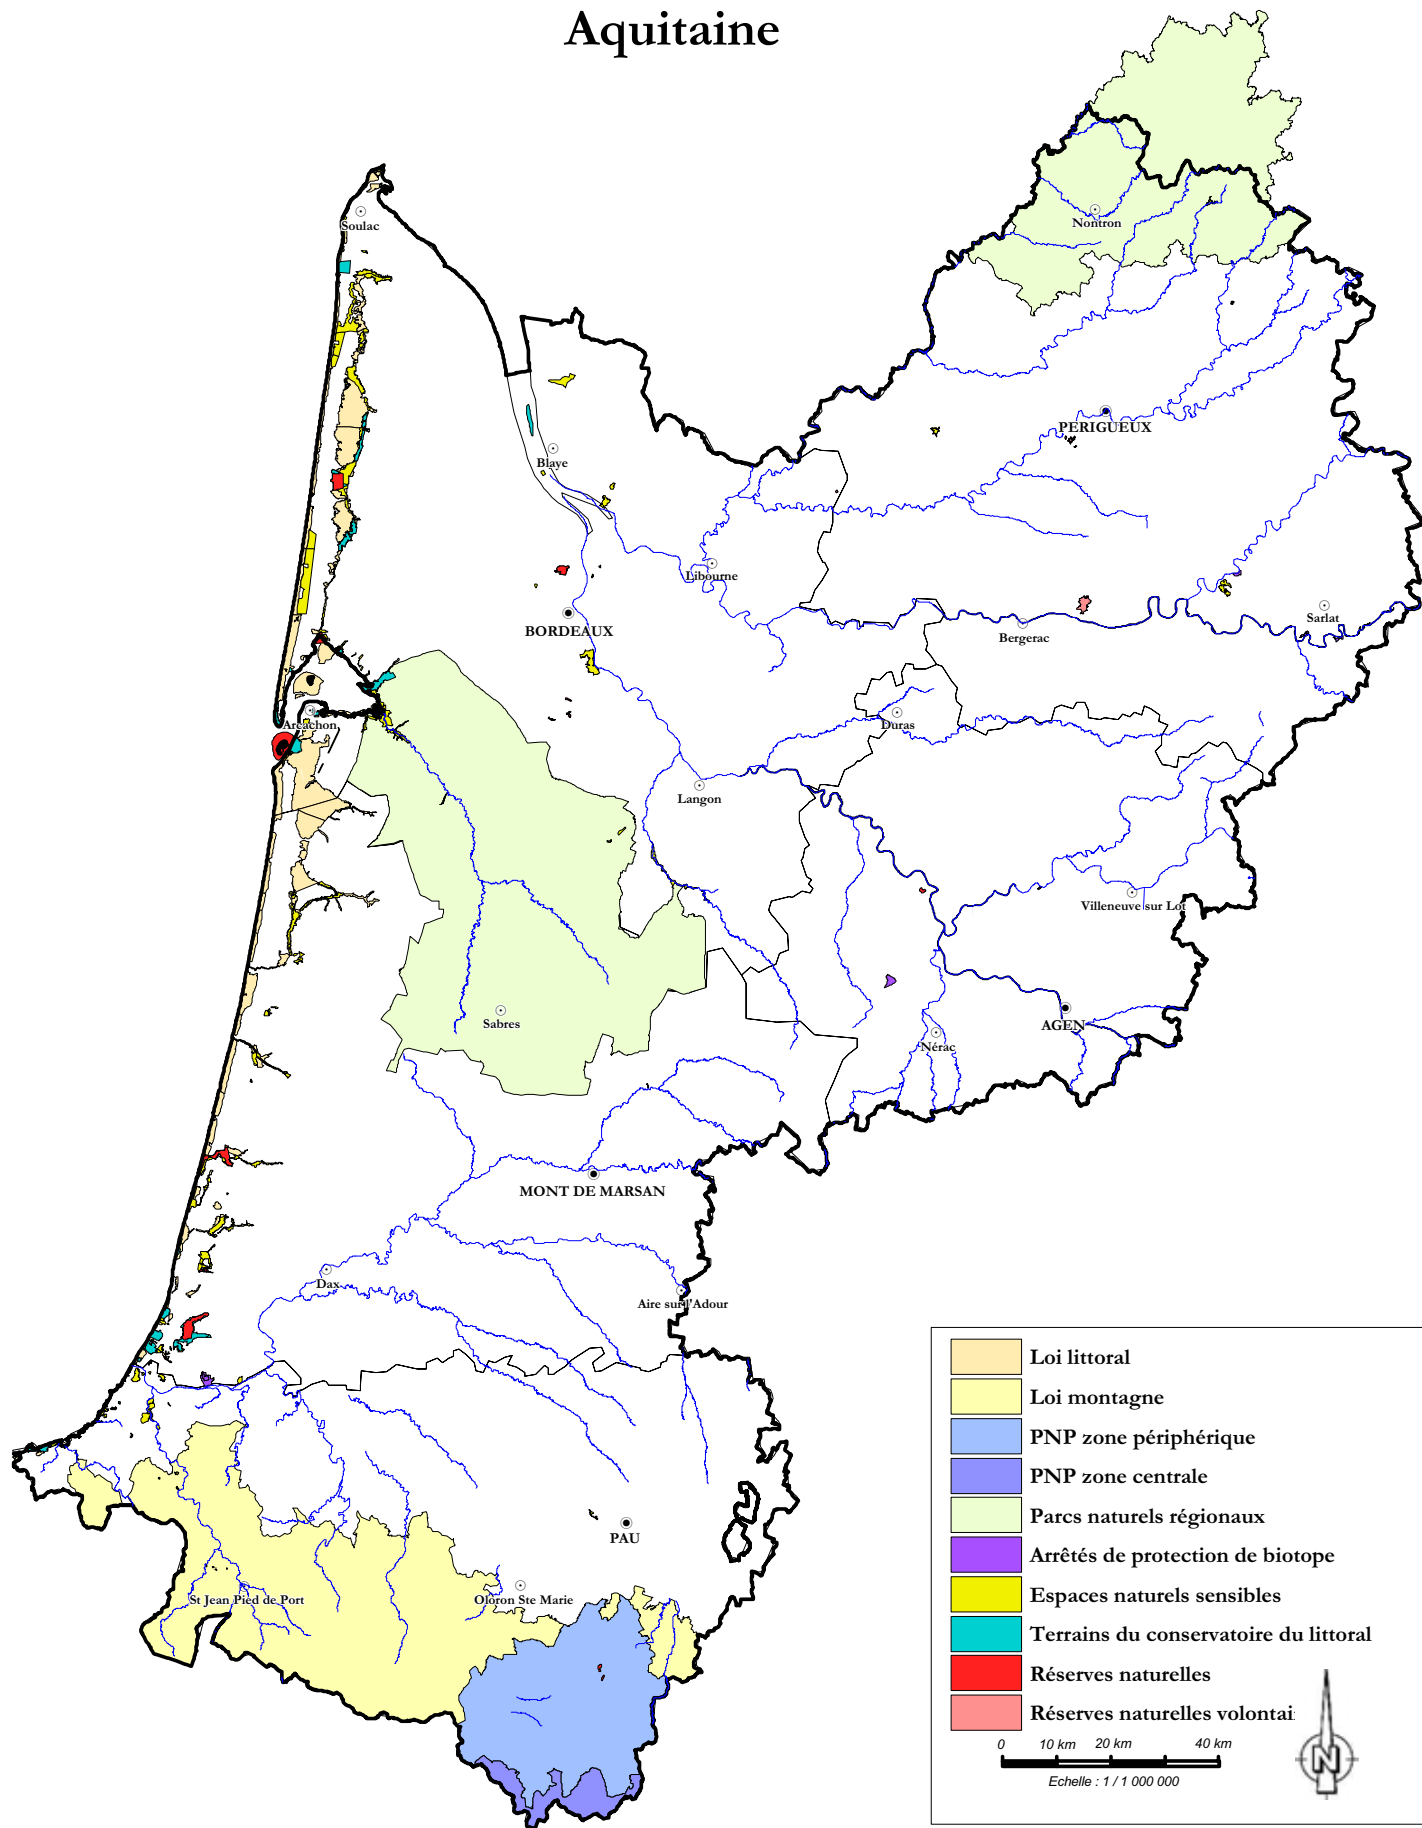 Aquitaine
Soulac
Nontron
PERIGUEUX
Blaye
Libourne
BORDEAUX
Bergerac
Sarlat
Arcachon
Duras
Langon
Villeneuve sur Lot
Sabres
AGEN
Nérac
MONT DE MARSAN
Dax
Aire sur l'Adour
PAU
St Jean Pied de Port
Oloron Ste Marie
Loi littoral
Loi montagne
PNP zone périphérique
PNP zone centrale
Parcs naturels régionaux
Arrêtés de protection de biotope
Espaces naturels sensibles
Terrains du conservatoire du littoral
Réserves naturelles
Réserves naturelles volontai
0 10 km 20 km 40 km
Echelle : 1 / 1 000 000
N